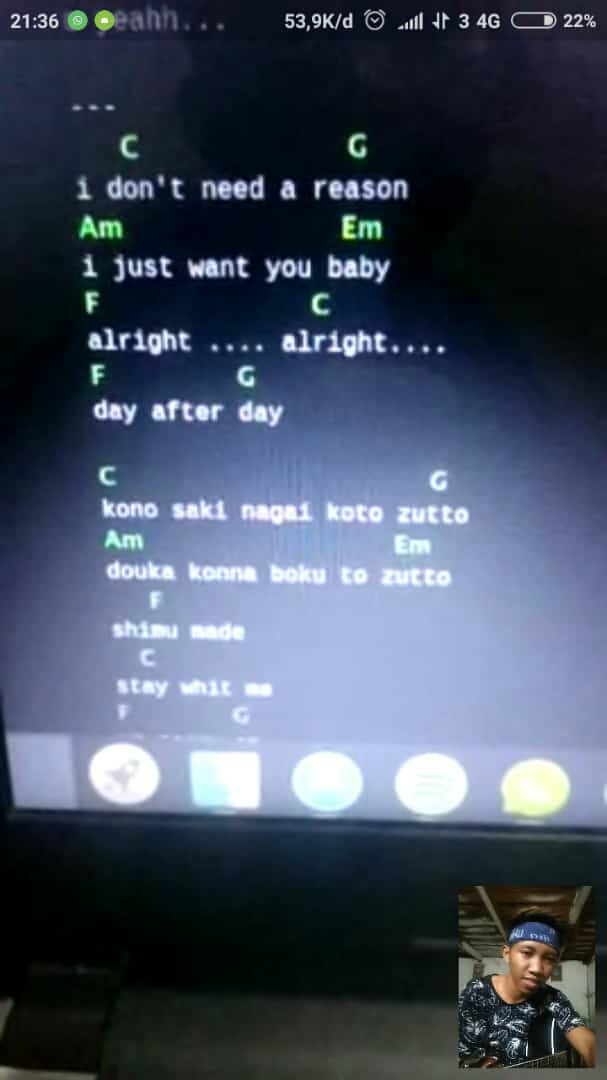 21:36 53,9K/d 3 4G 22%
yeahh...
---
C G
i don't need a reason
Am Em
i just want you baby
F C
alright .... alright....
F G
day after day
C G
kono saki nagai koto zutto
Am Em
douka konna boku to zutto
F
shimu made
C
stay whit me
F G